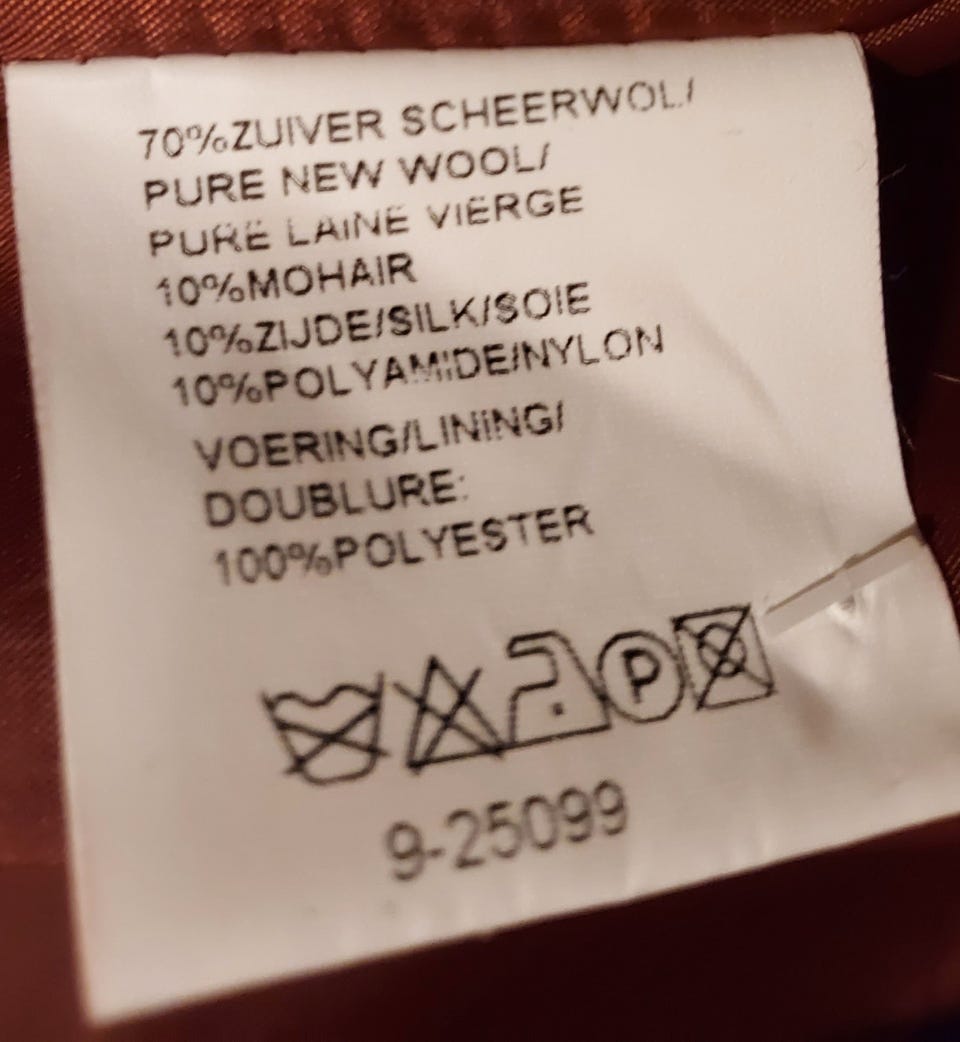 70%ZUIVER SCHEERWOL/
PURE NEW WOOL/
PURE LAINE VIERGE
10%MOHAIR
10%ZIJDE/SILK/SOIE
10%POLYAMIDE/NYLON
VOERING/LINING/
DOUBLURE:
100%POLYESTER
P
9-25099